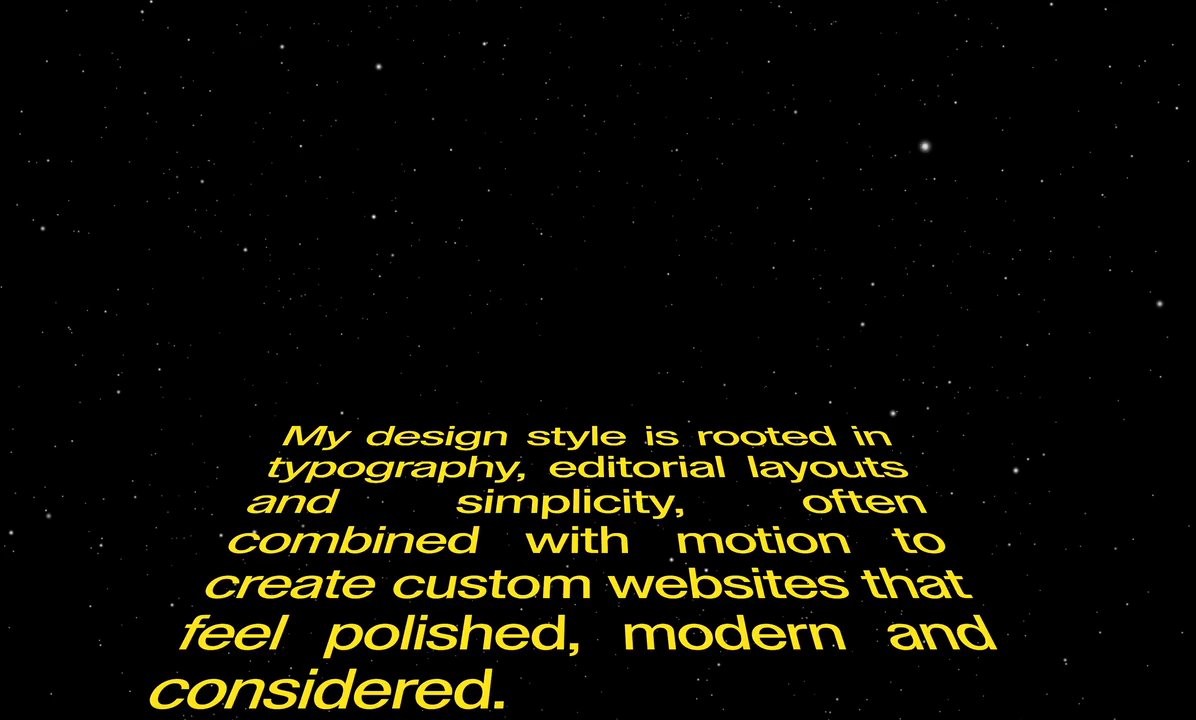 My design style is rooted in
typography, editorial layouts
and simplicity, often
combined with motion to
create custom websites that
feel polished, modern and
considered.